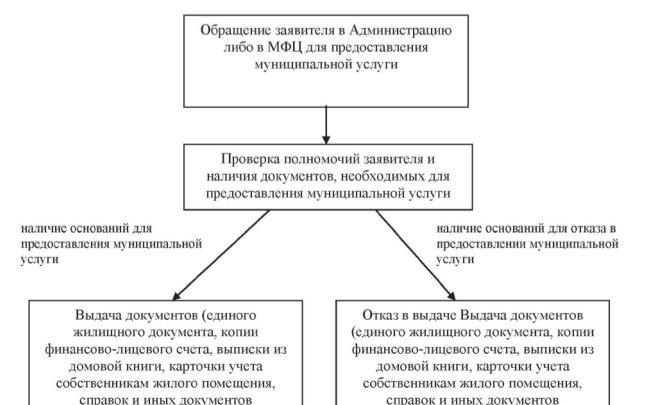 Обращение заявителя в Администрацию
либо в МФЦ для предоставления
муниципальной услуги
Проверка полномочий заявителя и
наличия документов, необходимых для
предоставления муниципальной услуги
наличие оснований для
предоставления муниципальной
услуги
наличие оснований для отказа в
предоставлении муниципальной
услуги
Выдача документов (единого
жилищного документа, копии
финансово-лицевого счета, выписки из
домовой книги, карточки учета
собственникам жилого помещения,
справок и иных документов
Отказ в выдаче Выдача документов
(единого жилищного документа, копии
финансово-лицевого счета, выписки из
домовой книги, карточки учета
собственникам жилого помещения,
справок и иных документов